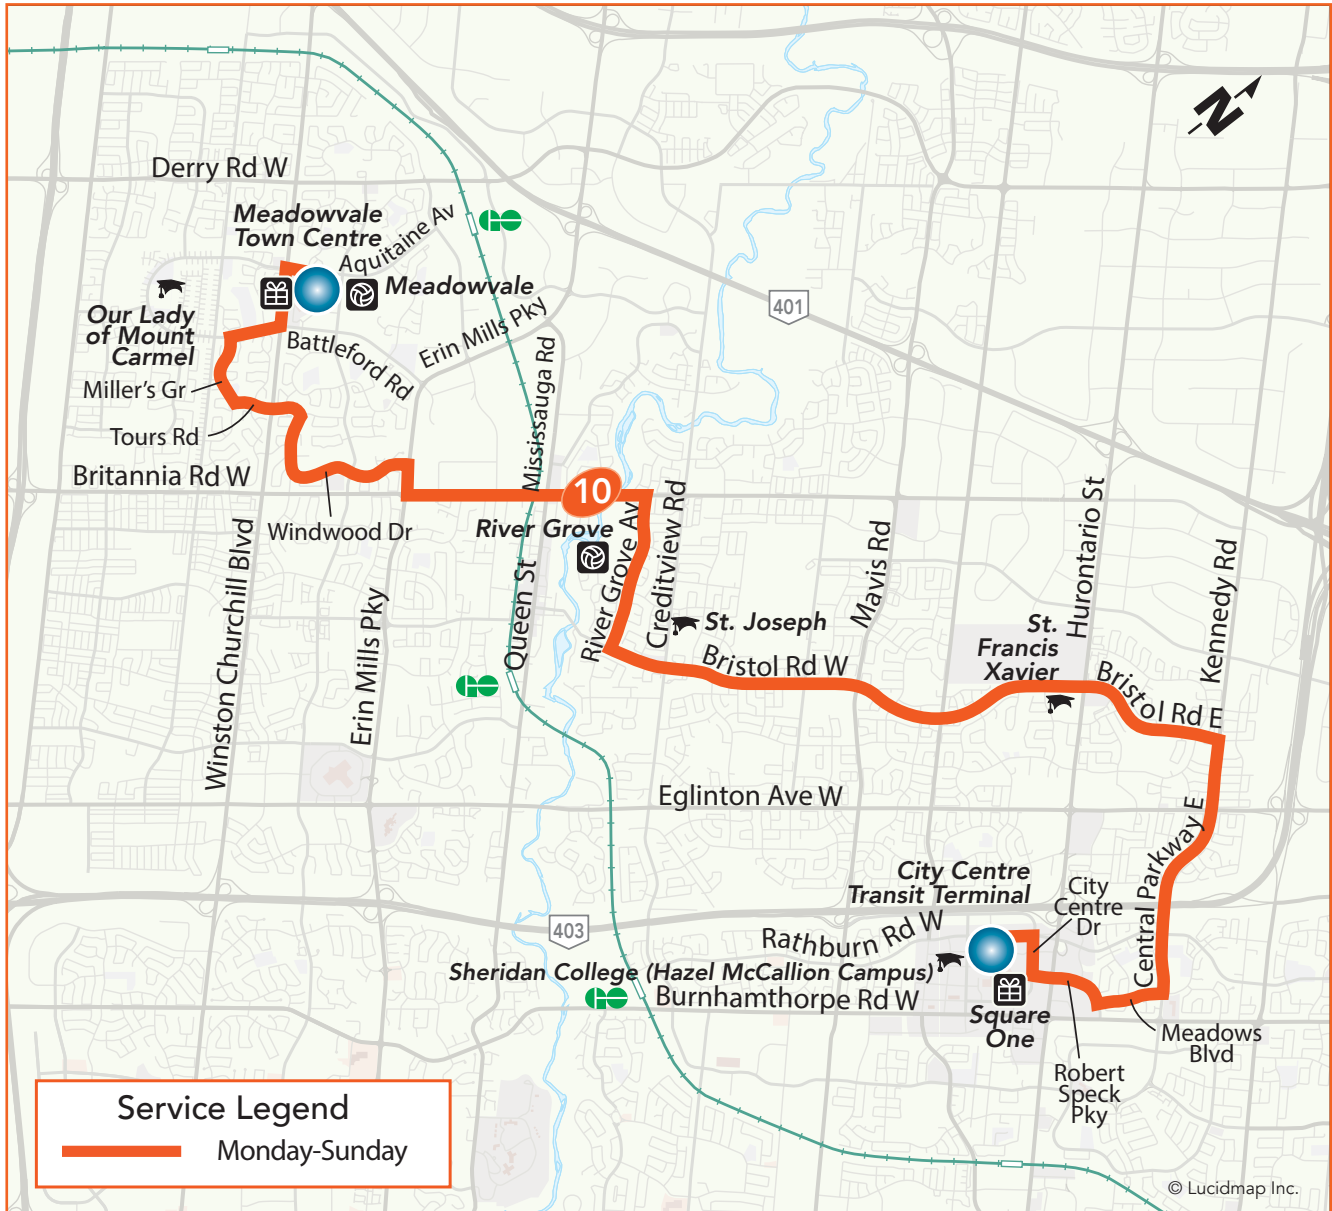 N
Derry Rd W
Meadowvale
Town Centre
Aquitaine Av
Meadowvale
Our Lady
of Mount
Carmel
Battleford Rd
Erin Mills Pky
401
Miller's Gr
Tours Rd
Mississauga Rd
Britannia Rd W
10
Windwood Dr
River Grove
River Grove Av
Creditview Rd
Mavis Rd
Hurontario St
Kennedy Rd
Winston Churchill Blvd
Erin Mills Pky
Queen St
St. Joseph
St.
Francis
Xavier
Bristol Rd W
Bristol Rd E
Eglinton Ave W
Central Parkway E
City Centre
Transit Terminal
City
Centre
Dr
403
Rathburn Rd W
Sheridan College (Hazel McCallion Campus)
Burnhamthorpe Rd W
Square
One
Meadows
Blvd
Robert
Speck
Pky
Service Legend
Monday-Sunday
© Lucidmap Inc.